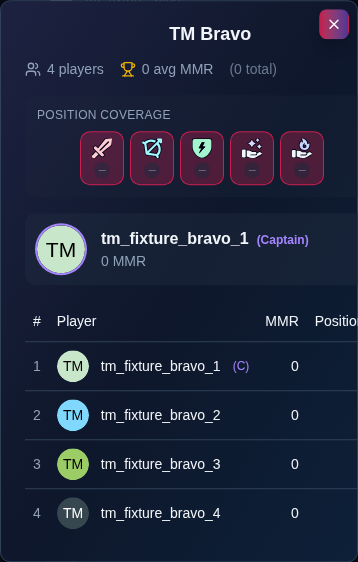 TM Bravo
4 players 0 avg MMR (0 total)
POSITION COVERAGE
– – – – –
TM tm_fixture_bravo_1 (Captain)
0 MMR
# Player MMR Positio
1 TM tm_fixture_bravo_1 (C) 0
2 TM tm_fixture_bravo_2 0
3 TM tm_fixture_bravo_3 0
4 TM tm_fixture_bravo_4 0